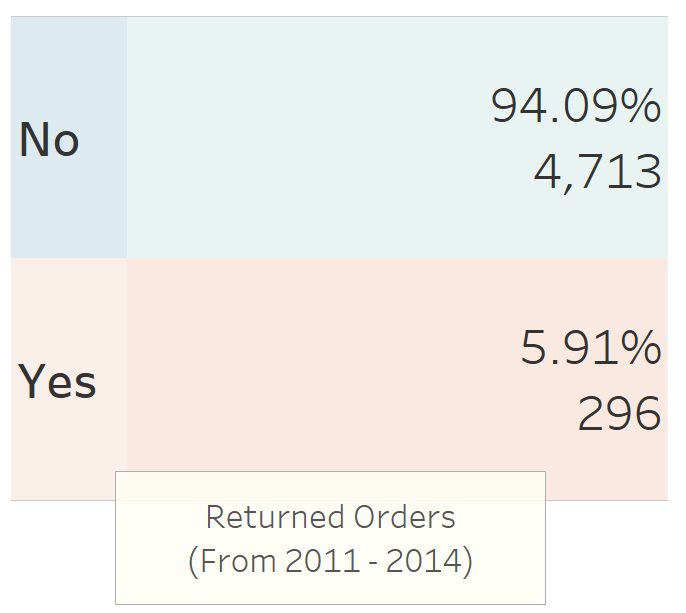 No
94.09%
4,713
Yes
5.91%
296
Returned Orders
(From 2011 - 2014)